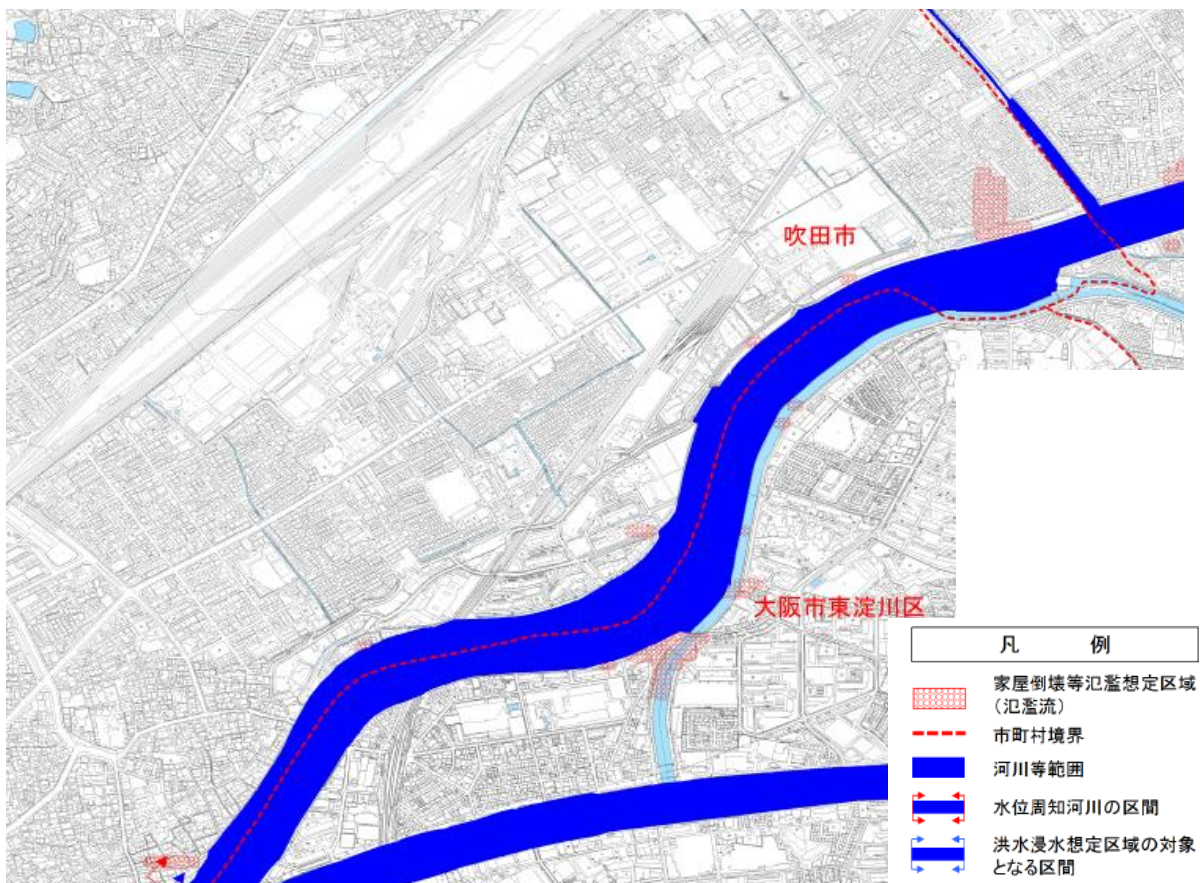 吹田市
大阪市東淀川区
凡 例
家屋倒壊等氾濫想定区域
(氾濫流)
市町村境界
河川等範囲
水位周知河川の区間
洪水浸水想定区域の対象
となる区間